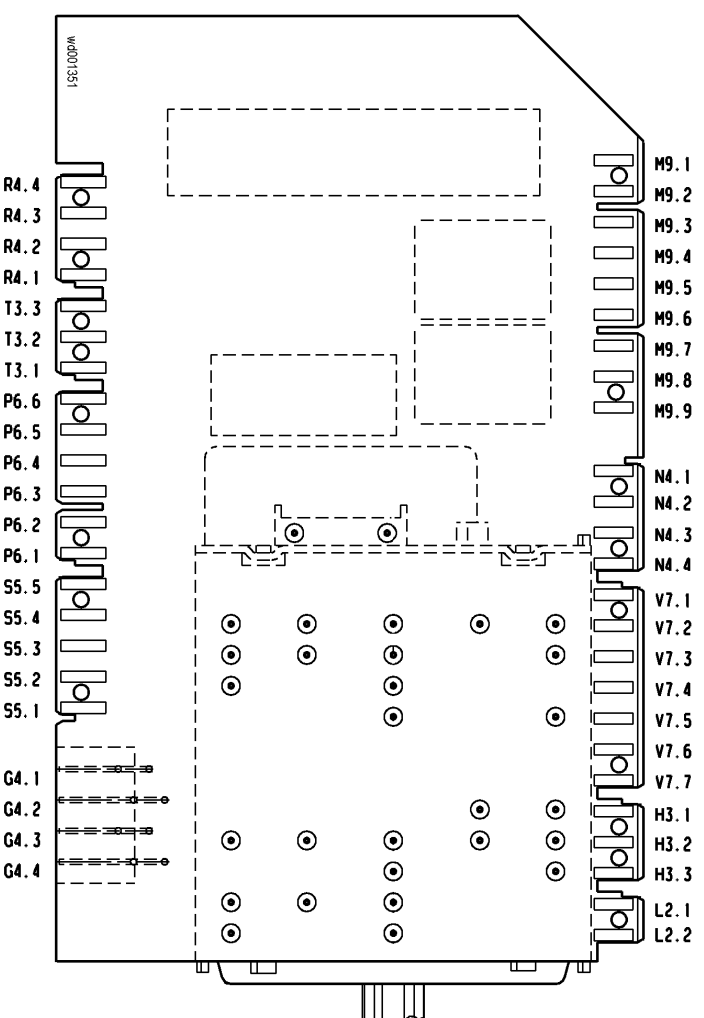 wd001351
R4.4
R4.3
R4.2
R4.1
T3.3
T3.2
T3.1
P6.6
P6.5
P6.4
P6.3
P6.2
P6.1
S5.5
S5.4
S5.3
S5.2
S5.1
G4.1
G4.2
G4.3
G4.4
M9.1
M9.2
M9.3
M9.4
M9.5
M9.6
M9.7
M9.8
M9.9
N4.1
N4.2
N4.3
N4.4
V7.1
V7.2
V7.3
V7.4
V7.5
V7.6
V7.7
H3.1
H3.2
H3.3
L2.1
L2.2